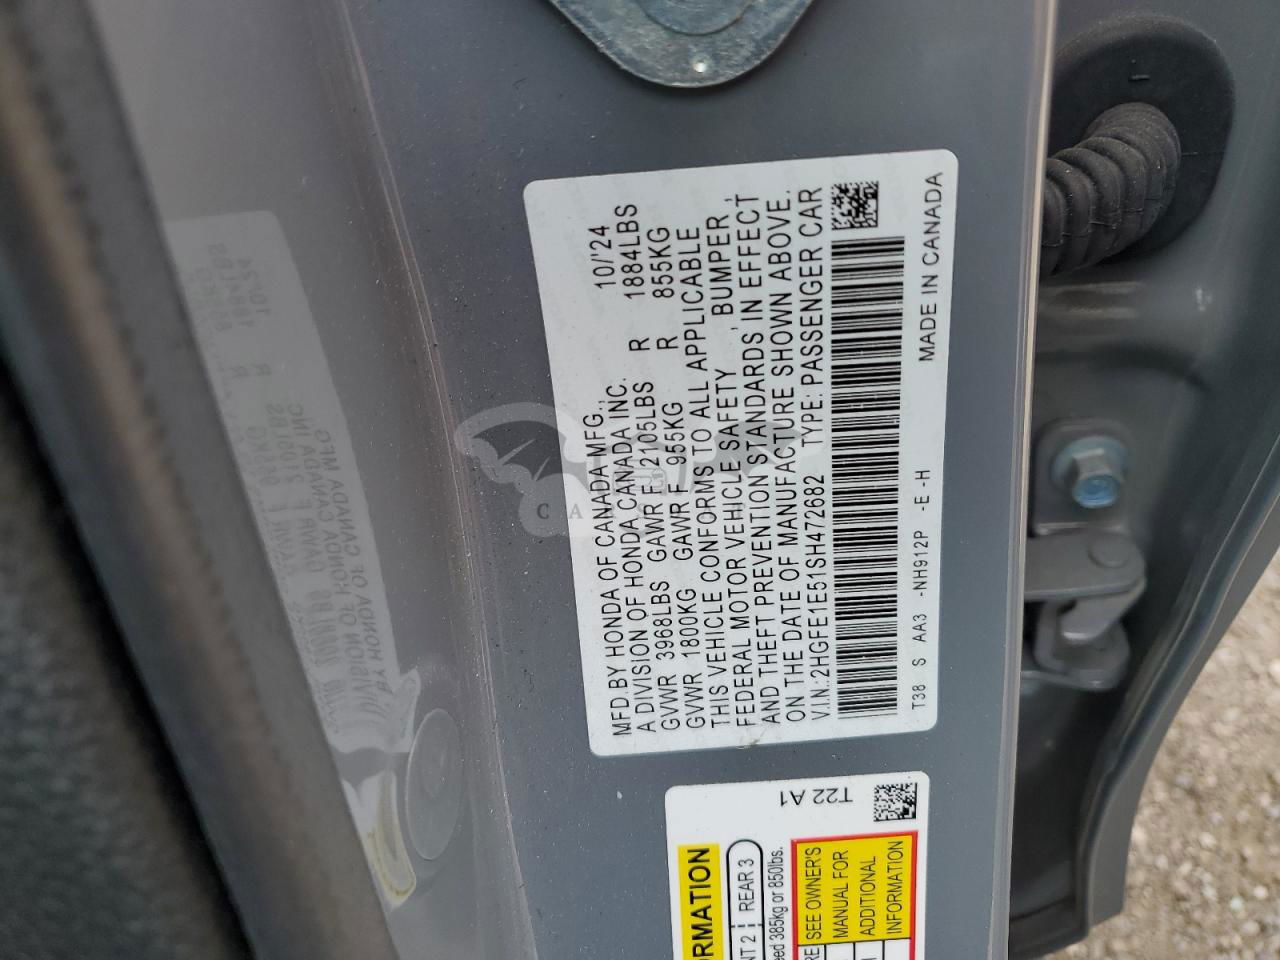 MFD.BY HONDA OF CANADA MFG., 10/'24
A DIVISION OF HONDA CANADA INC.
GVWR 3968LBS GAWR F 2105LBS R 1884LBS
GVWR 1800KG GAWR F 955KG R 855KG
THIS VEHICLE CONFORMS TO ALL APPLICABLE
FEDERAL MOTOR VEHICLE SAFETY , BUMPER ,
AND THEFT PREVENTION STANDARDS IN EFFECT
ON THE DATE OF MANUFACTURE SHOWN ABOVE.
V.I.N.:2HGFE1E51SH472682 TYPE: PASSENGER CAR
T38 S AA3 -NH912P -E -H MADE IN CANADA
T22 A1
REAR 3
385kg or 850lbs.
SEE OWNER'S
MANUAL FOR
ADDITIONAL
INFORMATION